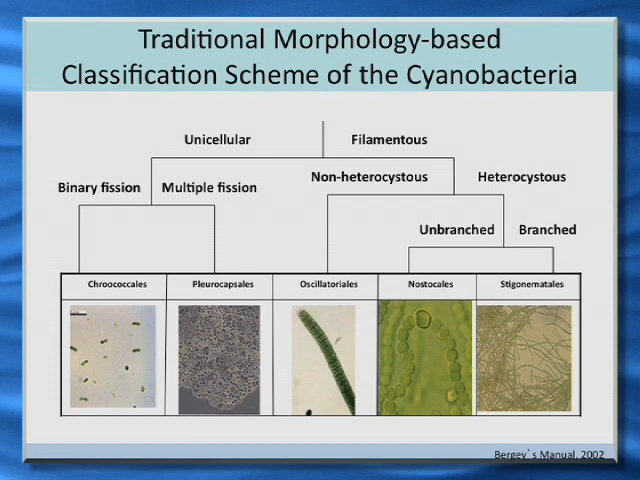 Traditional Morphology-based
Classification Scheme of the Cyanobacteria
Unicellular
Filamentous
Binary fission
Multiple fission
Non-heterocystous
Heterocystous
Unbranched
Branched
Chroococcales
Pleurocapsales
Oscillatoriales
Nostocales
Stigonematales
Bergey´s Manual, 2002